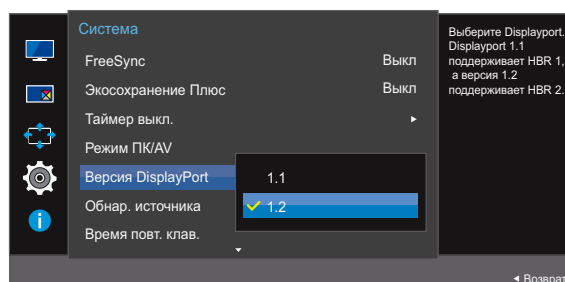 Система
FreeSync Выкл
Экосохранение Плюс Выкл
Таймер выкл.
Режим ПК/AV
Версия DisplayPort
1.1
1.2
Обнар. источника
Время повт. клав.
Выберите Displayport.
Displayport 1.1
поддерживает HBR 1,
а версия 1.2
поддерживает HBR 2.
Возврат